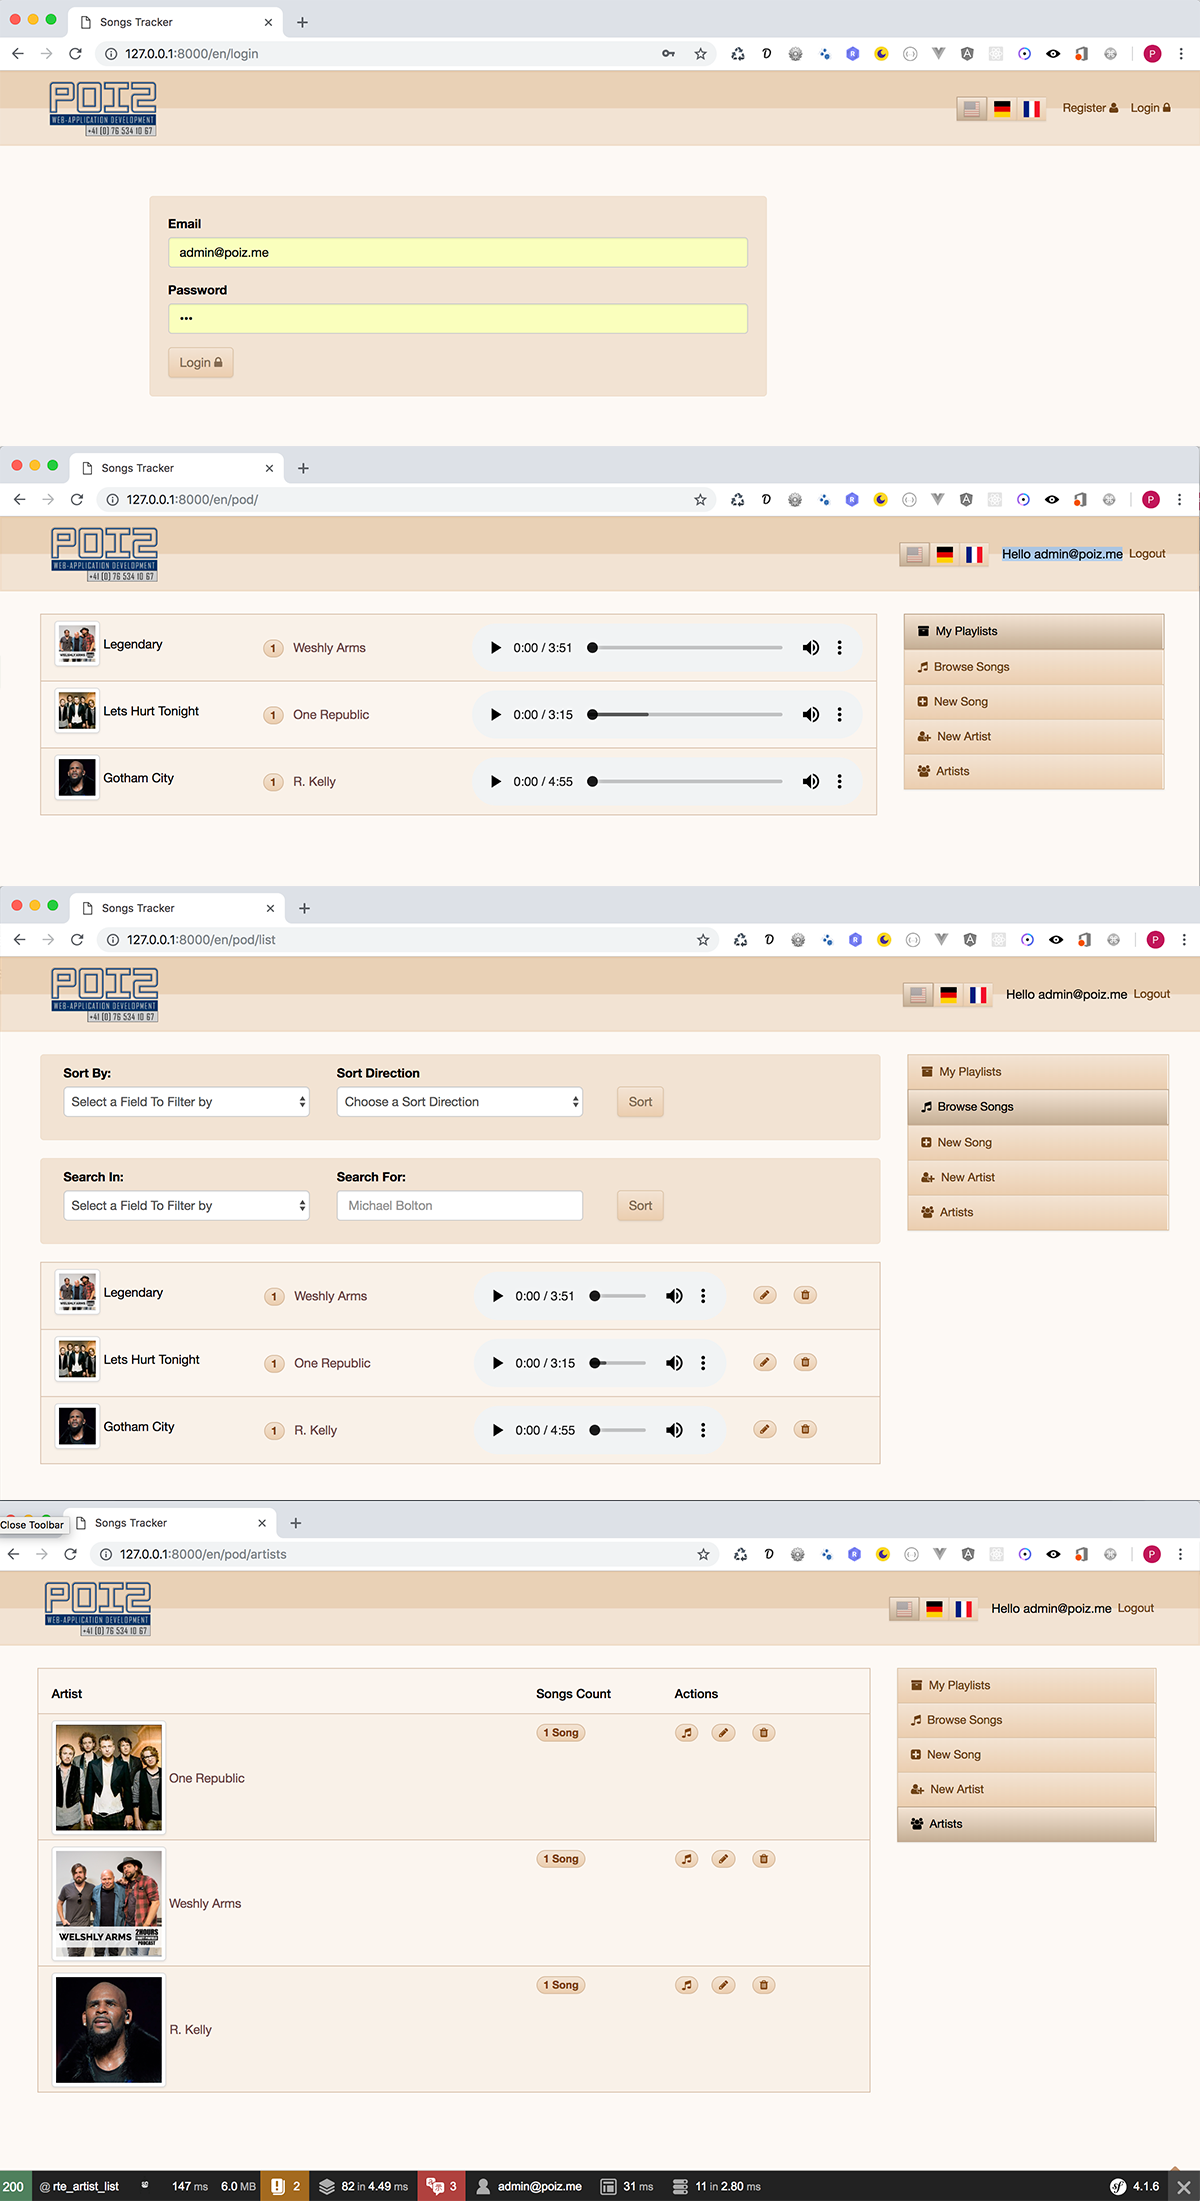 Songs Tracker
127.0.0.1:8000/en/login
P
POIZ
WEB-APPLICATION DEVELOPMENT
+41 (0) 76 534 10 67
Register
Login
Email
admin@poiz.me
Password
•••
Login
Songs Tracker
127.0.0.1:8000/en/pod/
P
POIZ
WEB-APPLICATION DEVELOPMENT
+41 (0) 76 534 10 67
Hello admin@poiz.me Logout
Legendary 1 Weshly Arms 0:00 / 3:51
Lets Hurt Tonight 1 One Republic 0:00 / 3:15
Gotham City 1 R. Kelly 0:00 / 4:55
My Playlists
Browse Songs
New Song
New Artist
Artists
Songs Tracker
127.0.0.1:8000/en/pod/list
P
POIZ
WEB-APPLICATION DEVELOPMENT
+41 (0) 76 534 10 67
Hello admin@poiz.me Logout
Sort By: Sort Direction
Select a Field To Filter by Choose a Sort Direction Sort
Search In: Search For:
Select a Field To Filter by Michael Bolton Sort
Legendary 1 Weshly Arms 0:00 / 3:51
Lets Hurt Tonight 1 One Republic 0:00 / 3:15
Gotham City 1 R. Kelly 0:00 / 4:55
My Playlists
Browse Songs
New Song
New Artist
Artists
Close Toolbar
Songs Tracker
127.0.0.1:8000/en/pod/artists
P
POIZ
WEB-APPLICATION DEVELOPMENT
+41 (0) 76 534 10 67
Hello admin@poiz.me Logout
Artist Songs Count Actions
One Republic 1 Song
WELSHLY ARMS 2HOURS PODCAST
Weshly Arms 1 Song
R. Kelly 1 Song
My Playlists
Browse Songs
New Song
New Artist
Artists
200 @ rte_artist_list 147 ms 6.0 MB 2 82 in 4.49 ms 3 admin@poiz.me 31 ms 11 in 2.80 ms sf 4.1.6